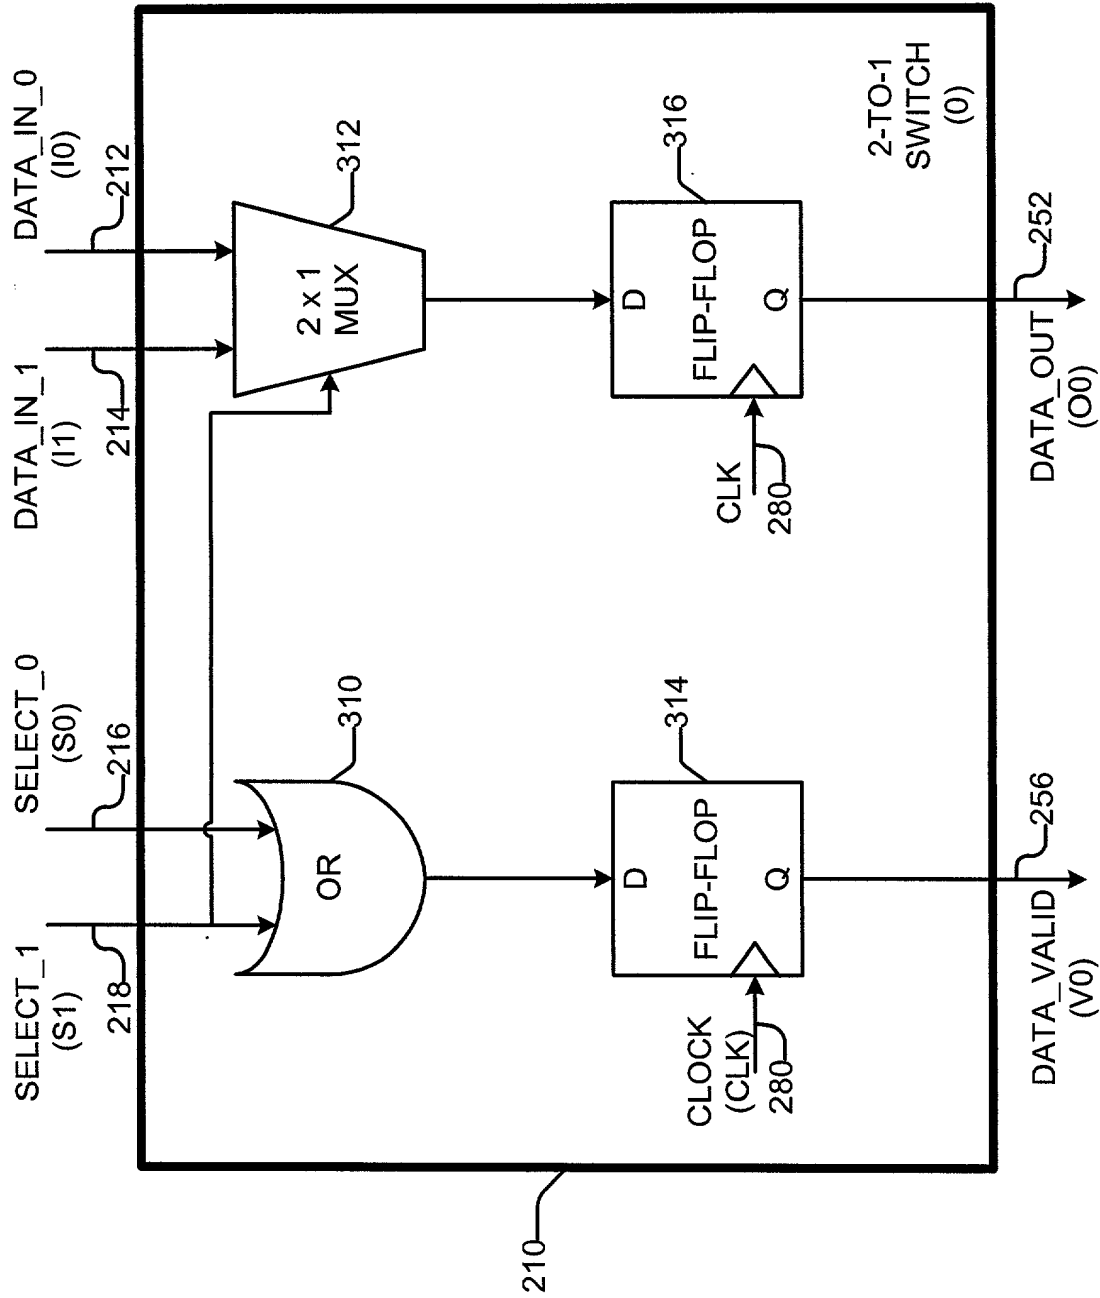 SELECT_1
(S1)
218
SELECT_0
(S0)
216
DATA_IN_1
(I1)
214
DATA_IN_0
(I0)
212
OR
310
2 x 1
MUX
312
CLOCK
(CLK)
280
D
FLIP-FLOP
Q
314
CLK
280
D
FLIP-FLOP
Q
316
2-TO-1
SWITCH
(0)
210
DATA_VALID
(V0)
256
DATA_OUT
(O0)
252